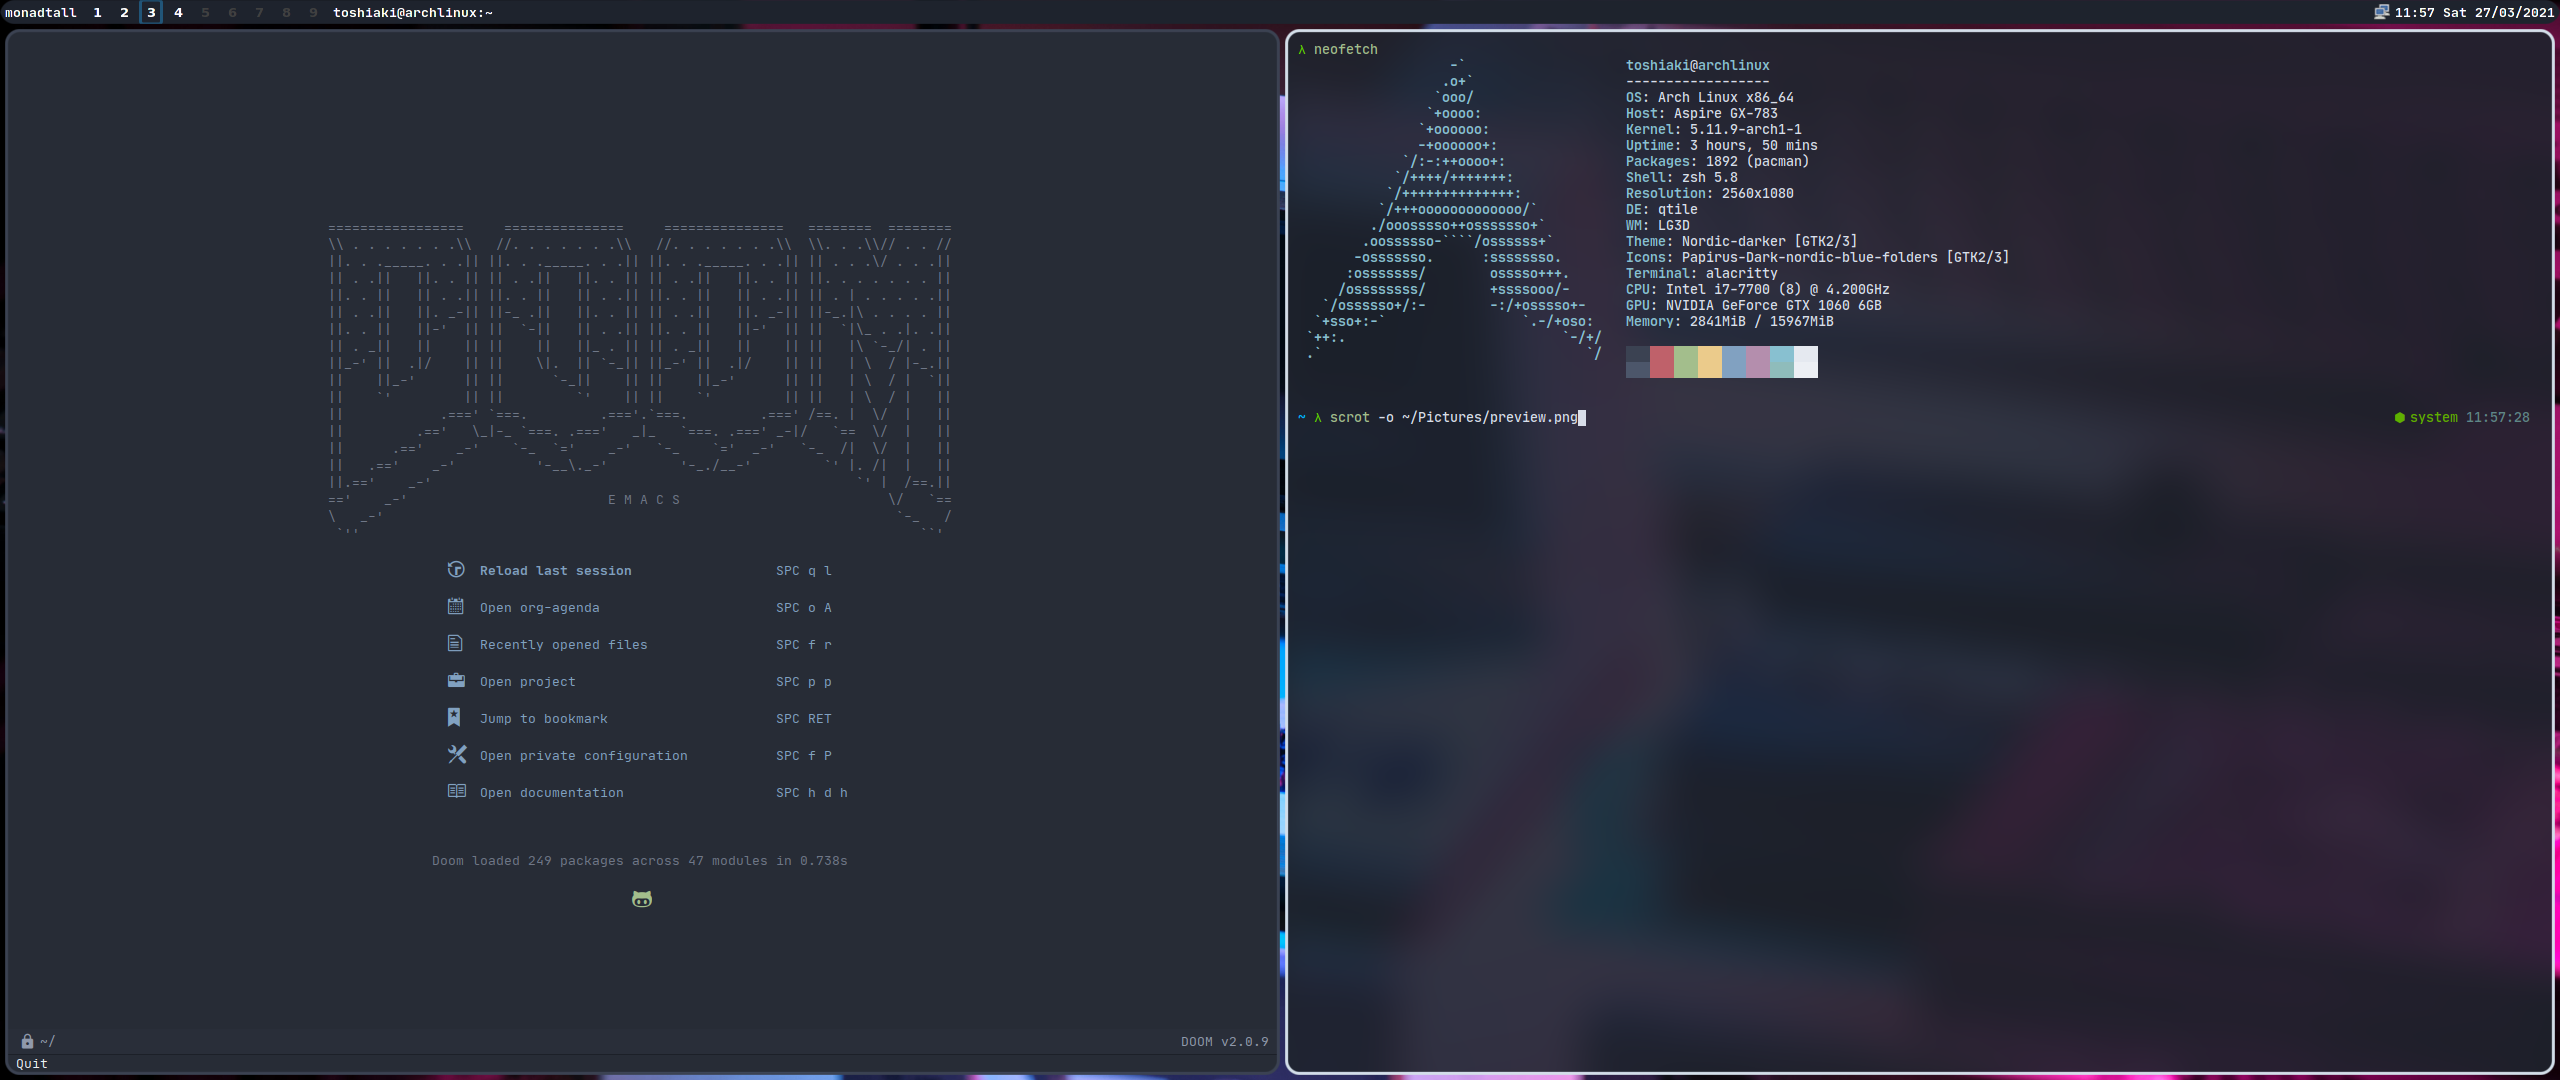 monadtall 1 2 3 4 5 6 7 8 9 toshiaki@archlinux:~
11:57 Sat 27/03/2021
E M A C S
Reload last session SPC q l
Open org-agenda SPC o A
Recently opened files SPC f r
Open project SPC p p
Jump to bookmark SPC RET
Open private configuration SPC f P
Open documentation SPC h d h
Doom loaded 249 packages across 47 modules in 0.738s
~/ DOOM v2.0.9
Quit
λ neofetch
toshiaki@archlinux
------------------
OS: Arch Linux x86_64
Host: Aspire GX-783
Kernel: 5.11.9-arch1-1
Uptime: 3 hours, 50 mins
Packages: 1892 (pacman)
Shell: zsh 5.8
Resolution: 2560x1080
DE: qtile
WM: LG3D
Theme: Nordic-darker [GTK2/3]
Icons: Papirus-Dark-nordic-blue-folders [GTK2/3]
Terminal: alacritty
CPU: Intel i7-7700 (8) @ 4.200GHz
GPU: NVIDIA GeForce GTX 1060 6GB
Memory: 2841MiB / 15967MiB
~ λ scrot -o ~/Pictures/preview.png
system 11:57:28